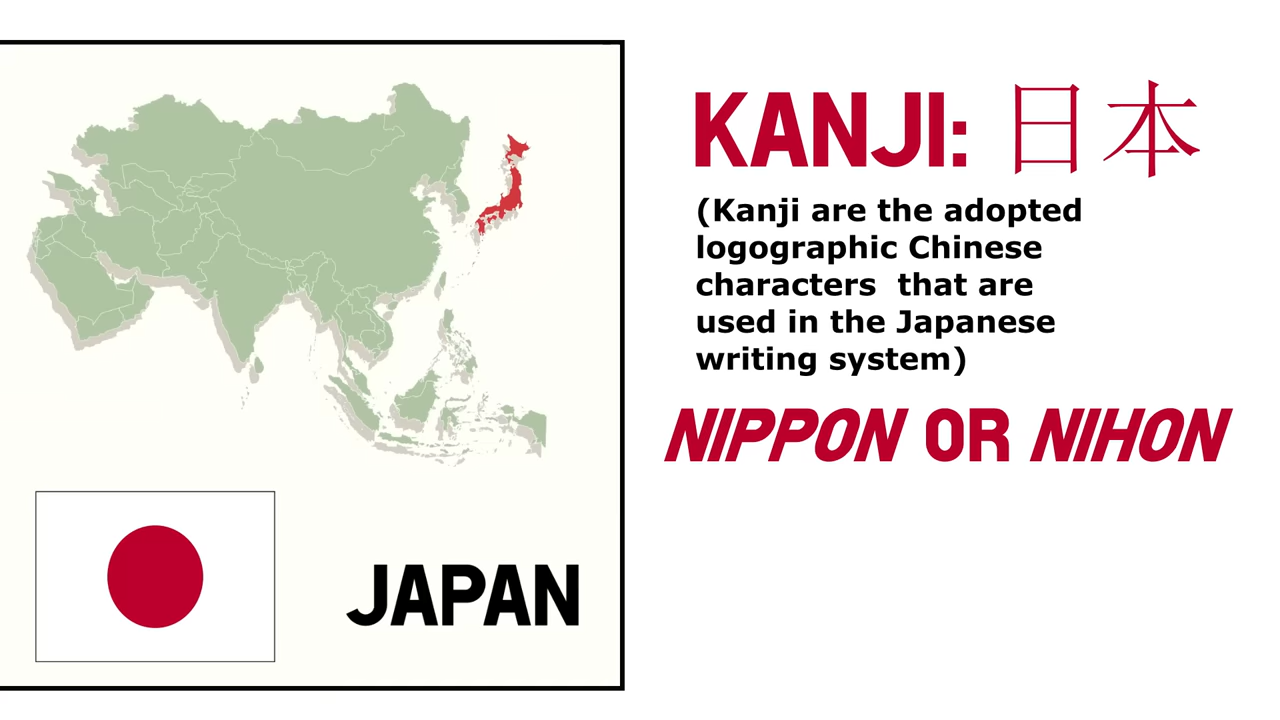 JAPAN
KANJI: 日本
(Kanji are the adopted
logographic Chinese
characters  that are
used in the Japanese
writing system)
NIPPON OR NIHON